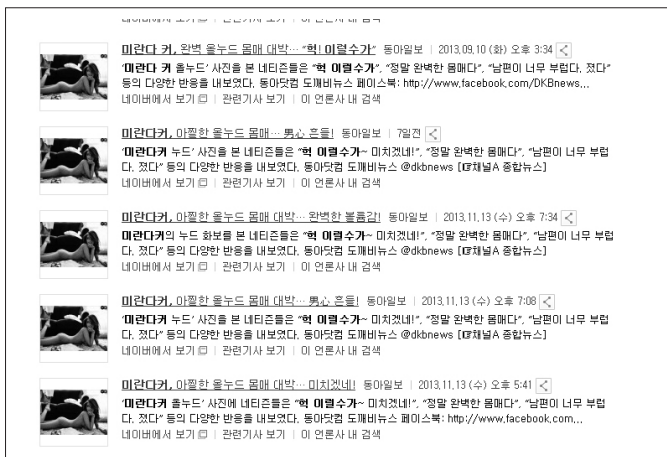 네이버에서 보기 | 관련기사 보기 | 이 언론사 내 검색
미란다 커, 완벽 올누드 몸매 대박… “헉! 이럴수가” 동아일보 | 2013.09.10 (화) 오후 3:34
‘미란다 커 올누드’ 사진을 본 네티즌들은 “헉 이럴수가”, “정말 완벽한 몸매다”, “남편이 너무 부럽다, 졌다”
등의 다양한 반응을 내보였다. 동아닷컴 도깨비뉴스 페이스북: http://www.facebook.com/DKBnews...
네이버에서 보기 | 관련기사 보기 | 이 언론사 내 검색
미란다커, 아찔한 올누드 몸매… 男心 흔들! 동아일보 | 7일전
‘미란다커 누드’ 사진을 본 네티즌들은 “헉 이럴수가~ 미치겠네!”, “정말 완벽한 몸매다”, “남편이 너무 부럽
다, 졌다” 등의 다양한 반응을 내보였다. 동아닷컴 도깨비뉴스 @dkbnews [☞채널A 종합뉴스]
네이버에서 보기 | 관련기사 보기 | 이 언론사 내 검색
미란다커, 아찔한 올누드 몸매 대박… 완벽한 볼륨감! 동아일보 | 2013.11.13 (수) 오후 7:34
미란다커의 누드 화보를 본 네티즌들은 “헉 이럴수가~ 미치겠네!”, “정말 완벽한 몸매다”, “남편이 너무 부럽
다, 졌다” 등의 다양한 반응을 내보였다. 동아닷컴 도깨비뉴스 @dkbnews [☞채널A 종합뉴스]
네이버에서 보기 | 관련기사 보기 | 이 언론사 내 검색
미란다커, 아찔한 올누드 몸매 대박… 男心 흔들! 동아일보 | 2013.11.13 (수) 오후 7:08
‘미란다커 누드’ 사진을 본 네티즌들은 “헉 이럴수가~ 미치겠네!”, “정말 완벽한 몸매다”, “남편이 너무 부럽
다, 졌다” 등의 다양한 반응을 내보였다. 동아닷컴 도깨비뉴스 @dkbnews [☞채널A 종합뉴스]
네이버에서 보기 | 관련기사 보기 | 이 언론사 내 검색
미란다커, 아찔한 올누드 몸매 대박… 미치겠네! 동아일보 | 2013.11.13 (수) 오후 5:41
‘미란다커 올누드’ 사진에 네티즌들은 “헉 이럴수가~ 미치겠네!”, “정말 완벽한 몸매다”, “남편이 너무 부럽
다, 졌다” 등의 다양한 반응을 내보였다. 동아닷컴 도깨비뉴스 페이스북: http://www.facebook.com...
네이버에서 보기 | 관련기사 보기 | 이 언론사 내 검색